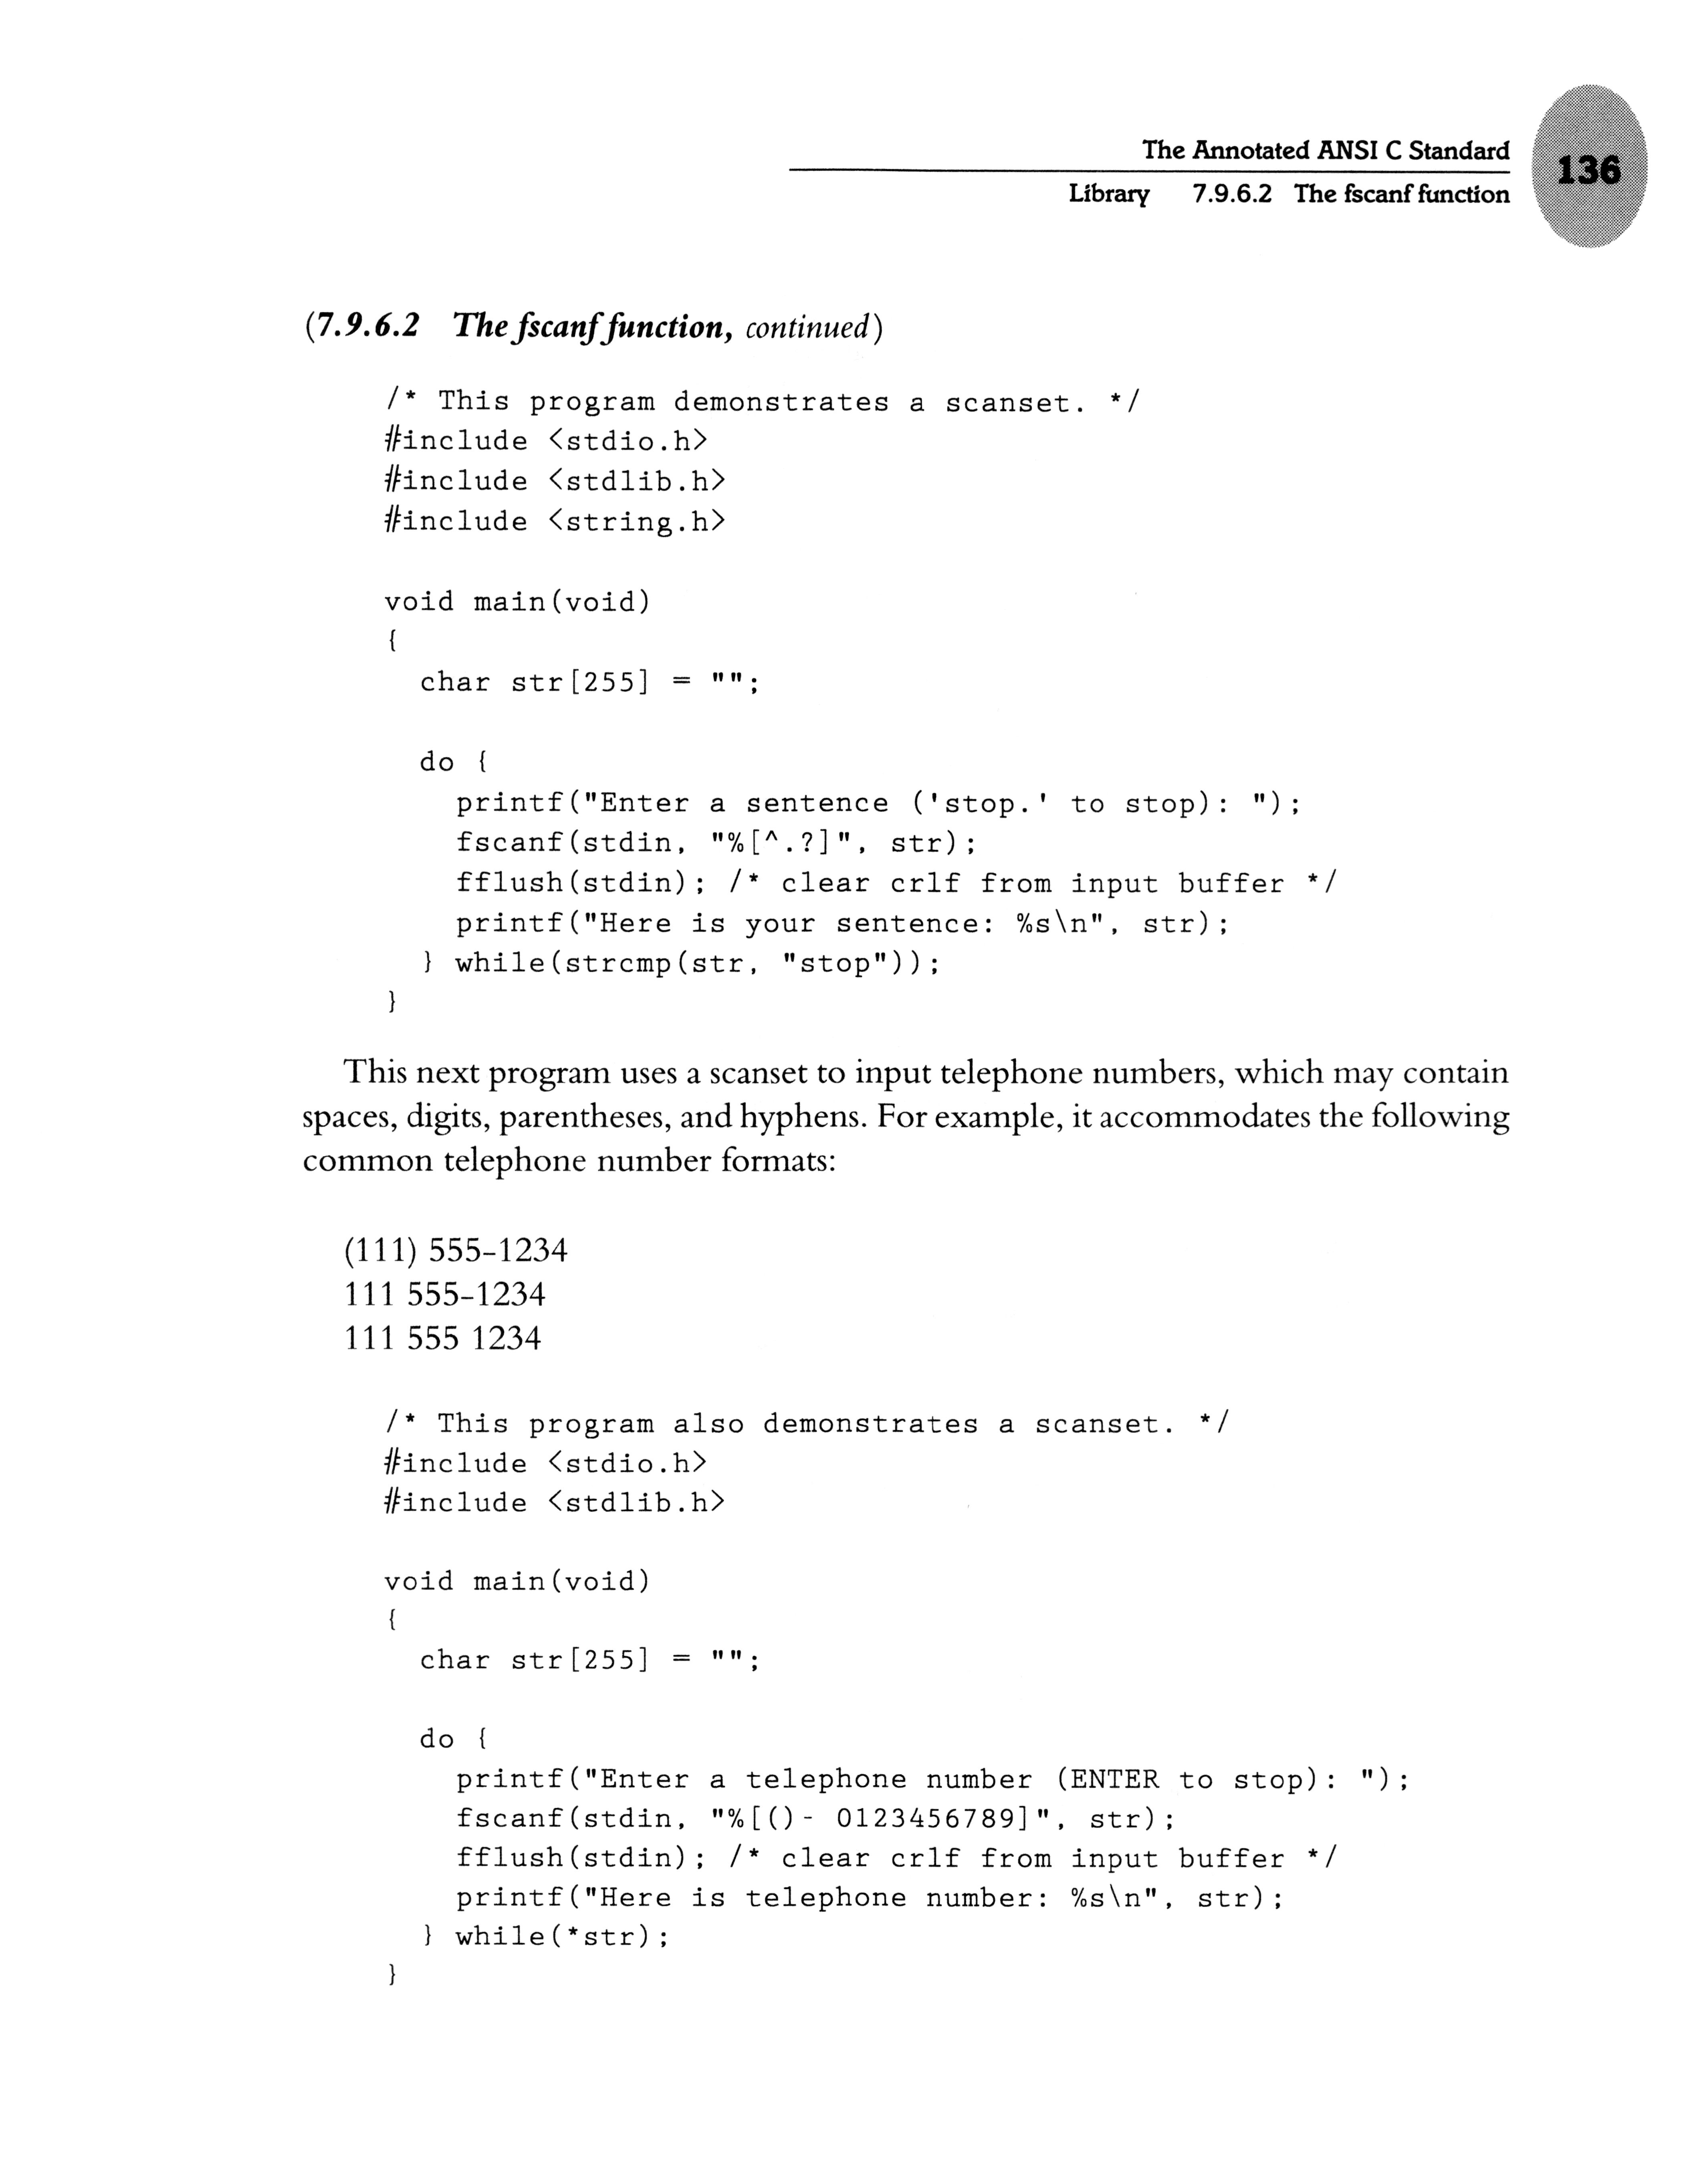 The Annotated ANSI C Standard
136
Library 7.9.6.2 The fscanf function
(7.9.6.2 The fscanf function, continued)
/* This program demonstrates a scanset. */
#include <stdio.h>
#include <stdlib.h>
#include <string.h>
void main(void)
{
char str[255] = "";
do {
printf("Enter a sentence ('stop.' to stop): ");
fscanf(stdin, "%[^.?]", str);
fflush(stdin); /* clear crlf from input buffer */
printf("Here is your sentence: %s\n", str);
} while(strcmp(str, "stop"));
}
This next program uses a scanset to input telephone numbers, which may contain
spaces, digits, parentheses, and hyphens. For example, it accommodates the following
common telephone number formats:
(111) 555-1234
111 555-1234
111 555 1234
/* This program also demonstrates a scanset. */
#include <stdio.h>
#include <stdlib.h>
void main(void)
{
char str[255] = "";
do {
printf("Enter a telephone number (ENTER to stop): ");
fscanf(stdin, "%[()- 0123456789]", str);
fflush(stdin); /* clear crlf from input buffer */
printf("Here is telephone number: %s\n", str);
} while(*str);
}